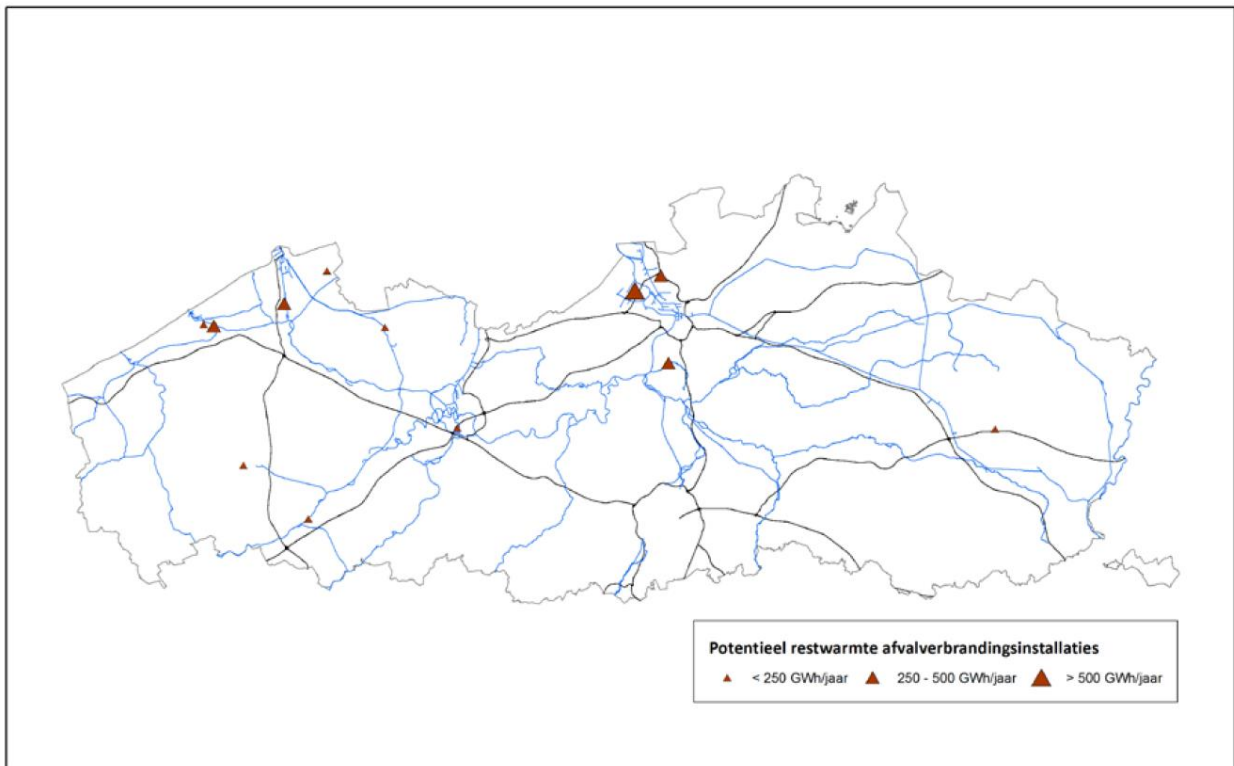 Potentieel restwarmte afvalverbrandingsinstallaties
< 250 GWh/jaar 250 - 500 GWh/jaar > 500 GWh/jaar